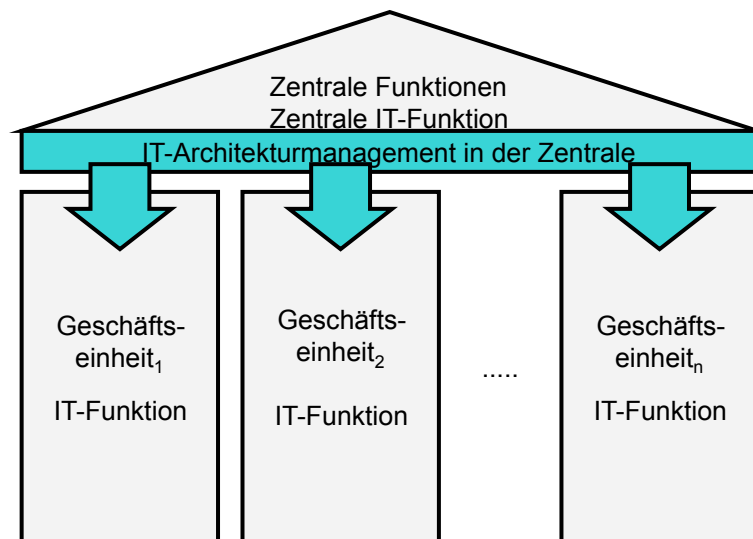 Zentrale Funktionen
Zentrale IT-Funktion
IT-Architekturmanagement in der Zentrale
Geschäfts-
einheit₁
IT-Funktion
Geschäfts-
einheit₂
IT-Funktion
.....
Geschäfts-
einheitₙ
IT-Funktion